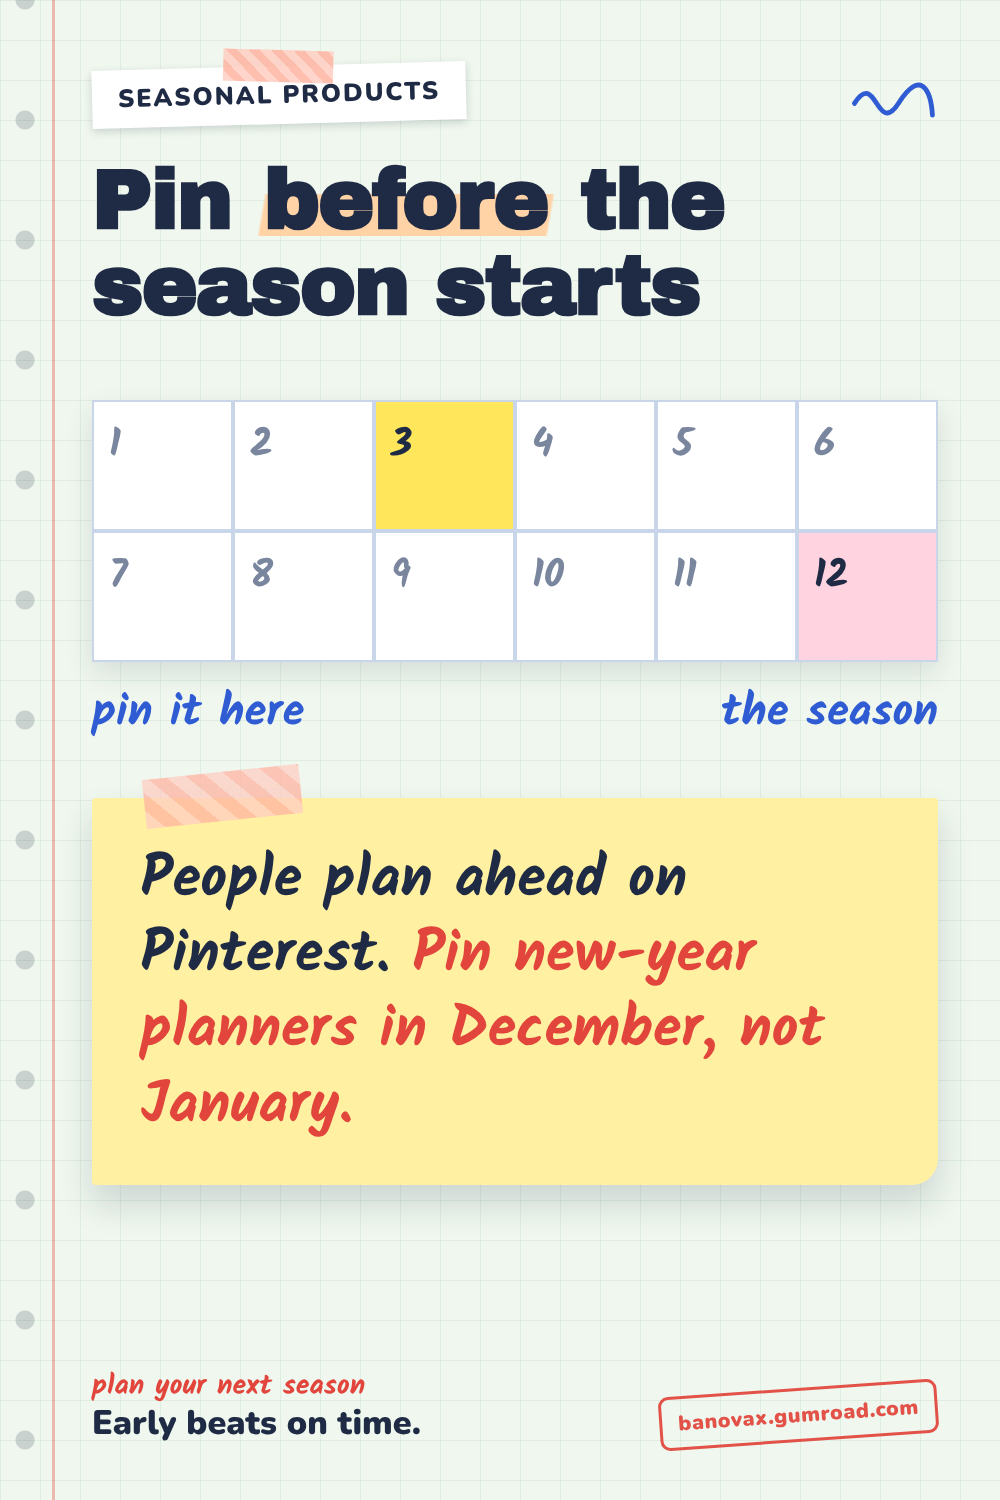 SEASONAL PRODUCTS
Pin before the
season starts
1 2 3 4 5 6
7 8 9 10 11 12
pin it here
the season
People plan ahead on
Pinterest. Pin new-year
planners in December, not
January.
plan your next season
Early beats on time.
banovax.gumroad.com